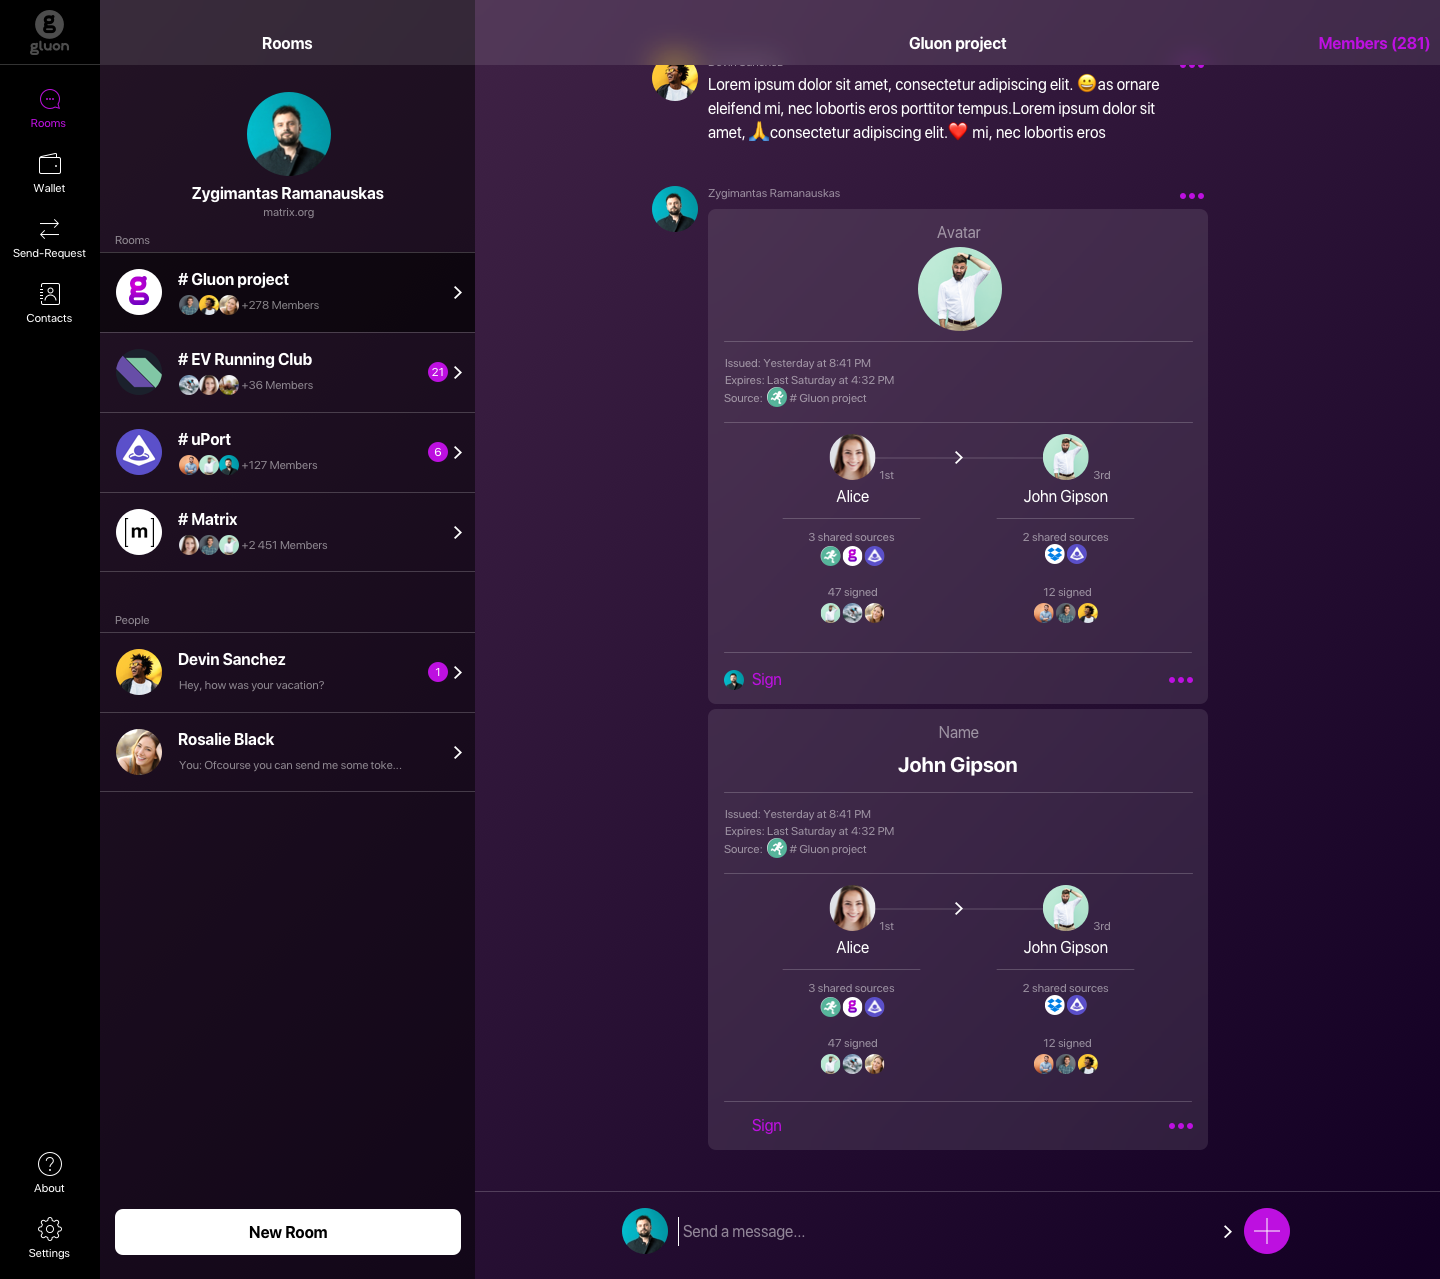 gluon
Rooms
Wallet
Send-Request
Contacts
About
Settings
Rooms
Zygimantas Ramanauskas
matrix.org
Rooms
# Gluon project
+278 Members
# EV Running Club
+36 Members
21
# uPort
+127 Members
6
[m]
# Matrix
+2 451 Members
People
Devin Sanchez
Hey, how was your vacation?
1
Rosalie Black
You: Ofcourse you can send me some toke...
New Room
Gluon project
Members (281)
Lorem ipsum dolor sit amet, consectetur adipiscing elit. 😀as ornare
eleifend mi, nec lobortis eros porttitor tempus.Lorem ipsum dolor sit
amet, 🙏consectetur adipiscing elit.❤️ mi, nec lobortis eros
Zygimantas Ramanauskas
Avatar
Issued: Yesterday at 8:41 PM
Expires: Last Saturday at 4:32 PM
Source: # Gluon project
1st 3rd
Alice John Gipson
3 shared sources 2 shared sources
47 signed 12 signed
Sign
Name
John Gipson
Issued: Yesterday at 8:41 PM
Expires: Last Saturday at 4:32 PM
Source: # Gluon project
1st 3rd
Alice John Gipson
3 shared sources 2 shared sources
47 signed 12 signed
Sign
Send a message...